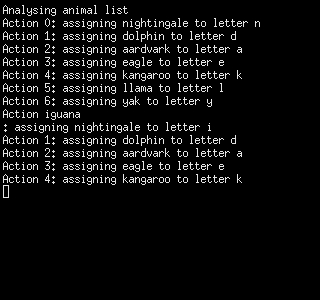 Analysing animal list
Action 0: assigning nightingale to letter n
Action 1: assigning dolphin to letter d
Action 2: assigning aardvark to letter a
Action 3: assigning eagle to letter e
Action 4: assigning kangaroo to letter k
Action 5: assigning llama to letter l
Action 6: assigning yak to letter y
Action iguana
: assigning nightingale to letter i
Action 1: assigning dolphin to letter d
Action 2: assigning aardvark to letter a
Action 3: assigning eagle to letter e
Action 4: assigning kangaroo to letter k